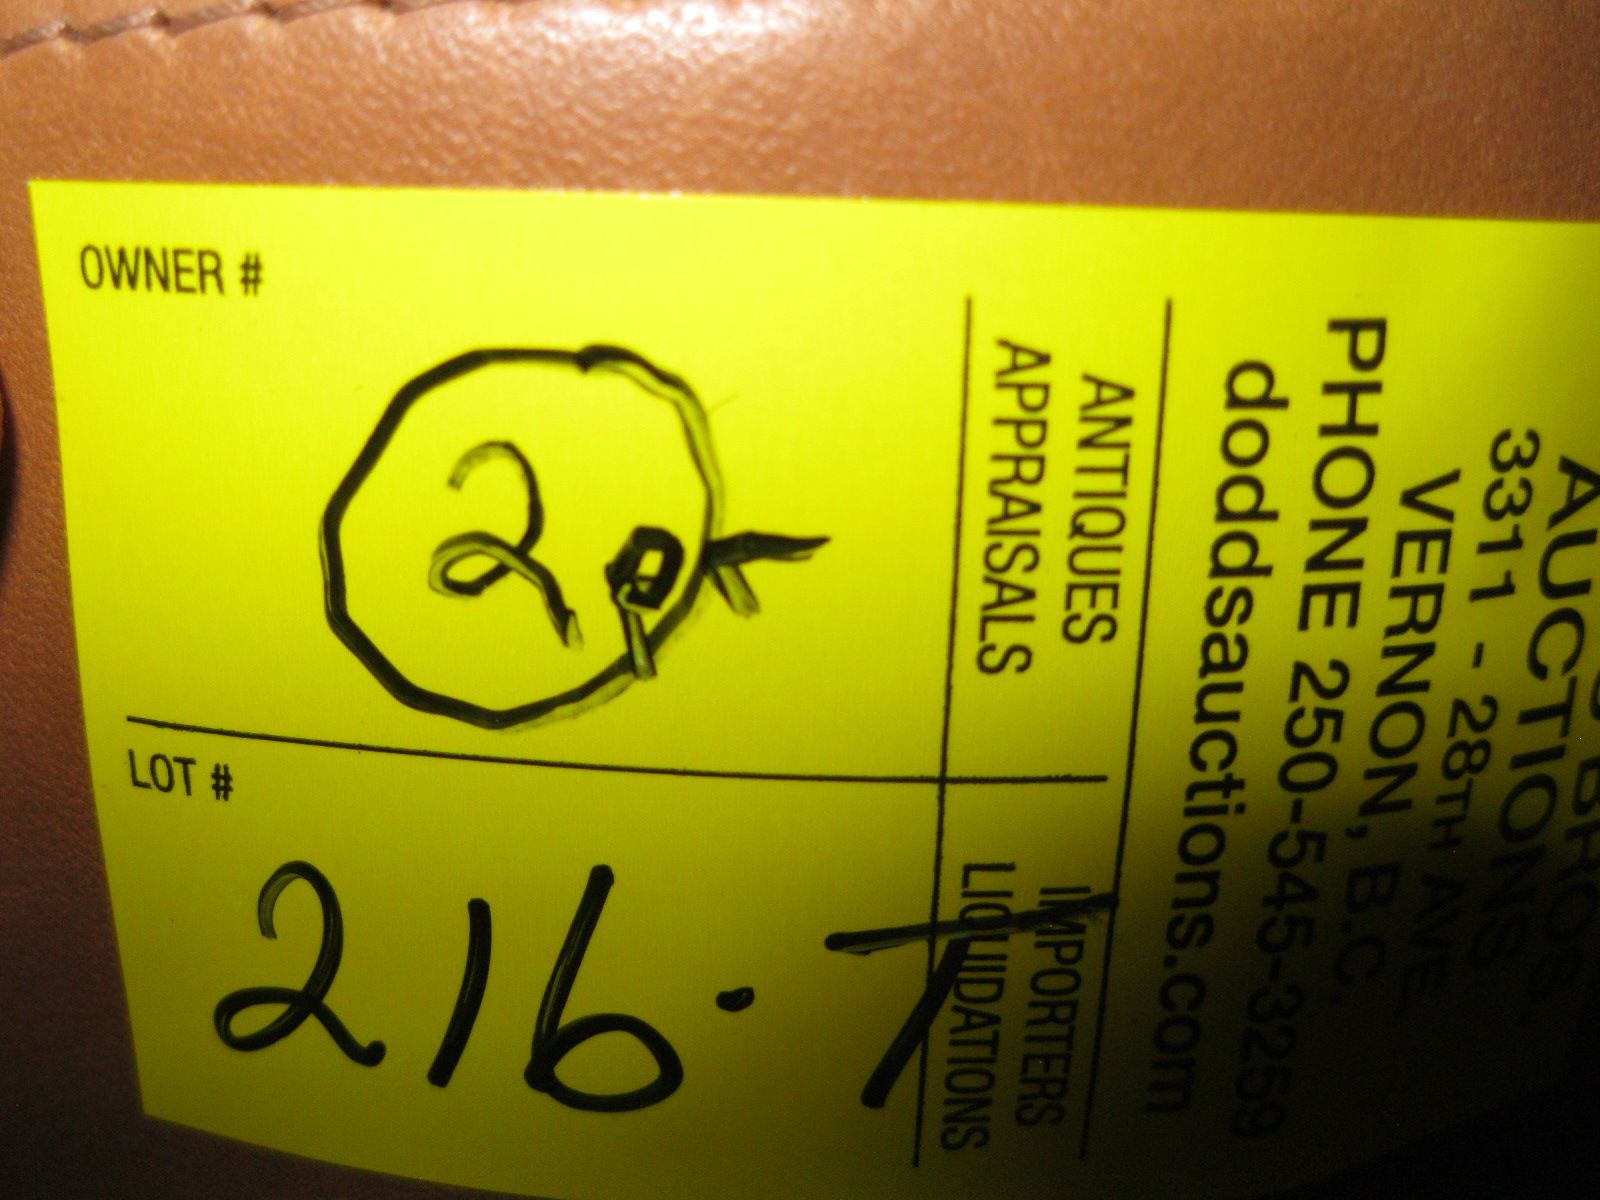 AUCTIONS
3311 - 28TH AVE.
VERNON, B.C.
PHONE 250-545-3259
doddsauctions.com
ANTIQUES
APPRAISALS
IMPORTERS
LIQUIDATIONS
OWNER #
2
LOT #
216.7